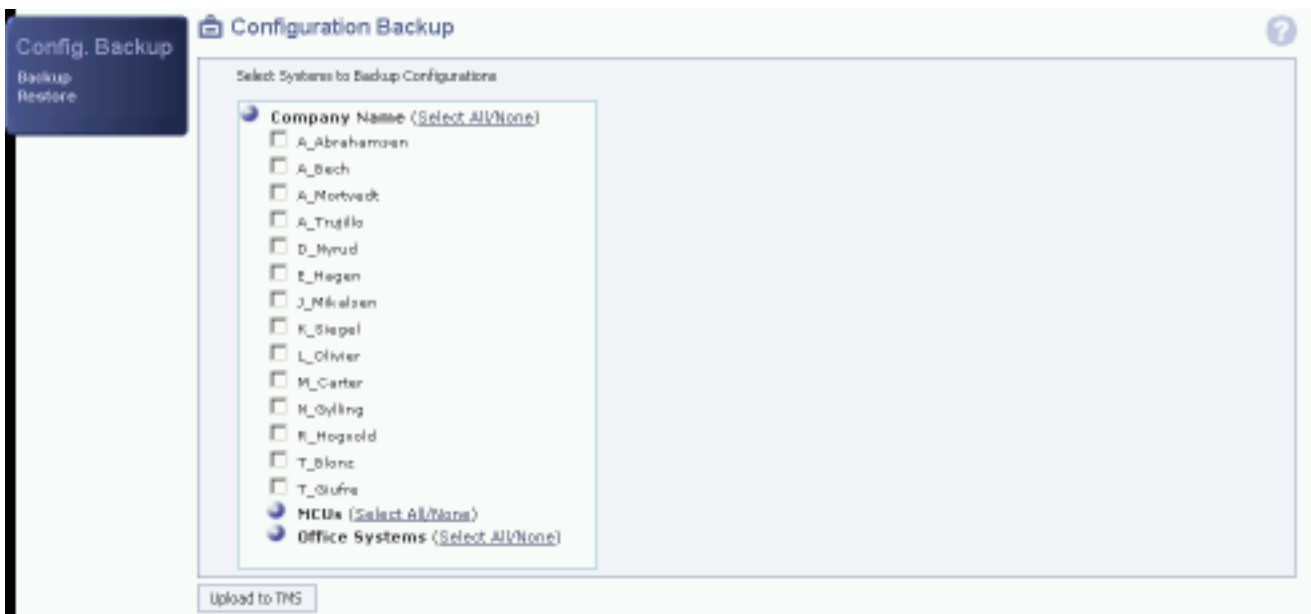 Config. Backup
Backup
Restore
Configuration Backup
?
Select Systems to Backup Configurations
Company Name (Select All/None)
A_Abrahamsen
A_Bech
A_Mortvedt
A_Trujillo
D_Nyrud
E_Hagen
J_Mikalsen
K_Siegel
L_Olivier
M_Carter
N_Gylling
R_Hogsold
T_Blonz
T_Giufre
MCUs (Select All/None)
Office Systems (Select All/None)
Upload to TMS